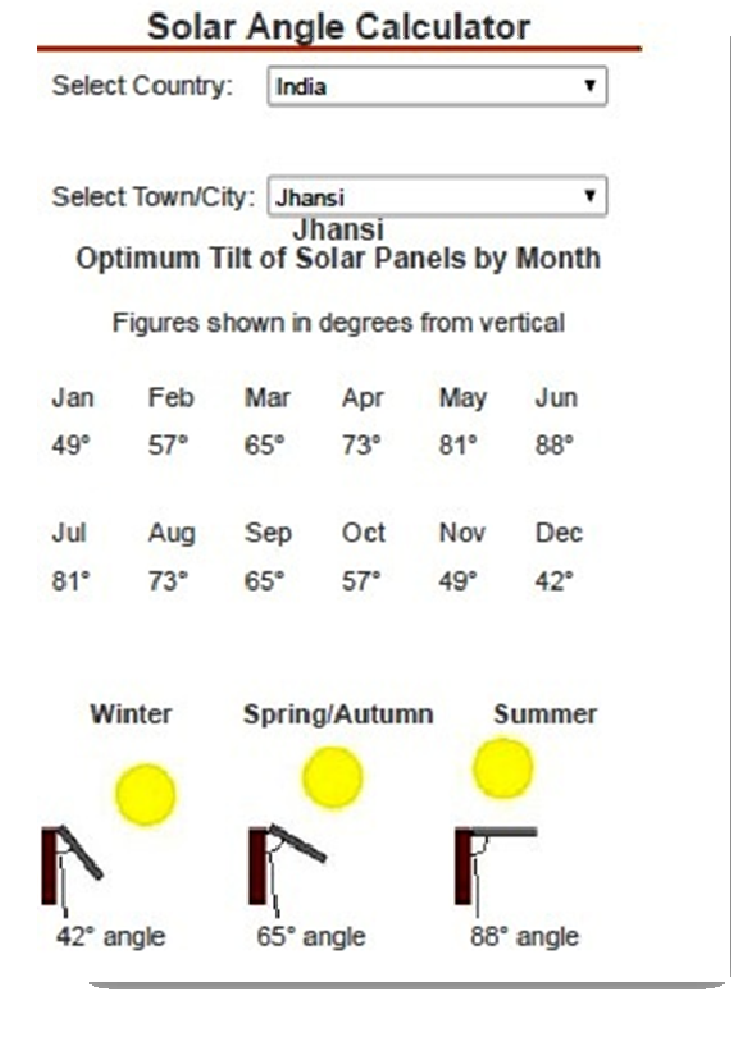 Solar Angle Calculator
Select Country: India
Select Town/City: Jhansi
Jhansi
Optimum Tilt of Solar Panels by Month
Figures shown in degrees from vertical
Jan Feb Mar Apr May Jun
49° 57° 65° 73° 81° 88°
Jul Aug Sep Oct Nov Dec
81° 73° 65° 57° 49° 42°
Winter Spring/Autumn Summer
42° angle 65° angle 88° angle